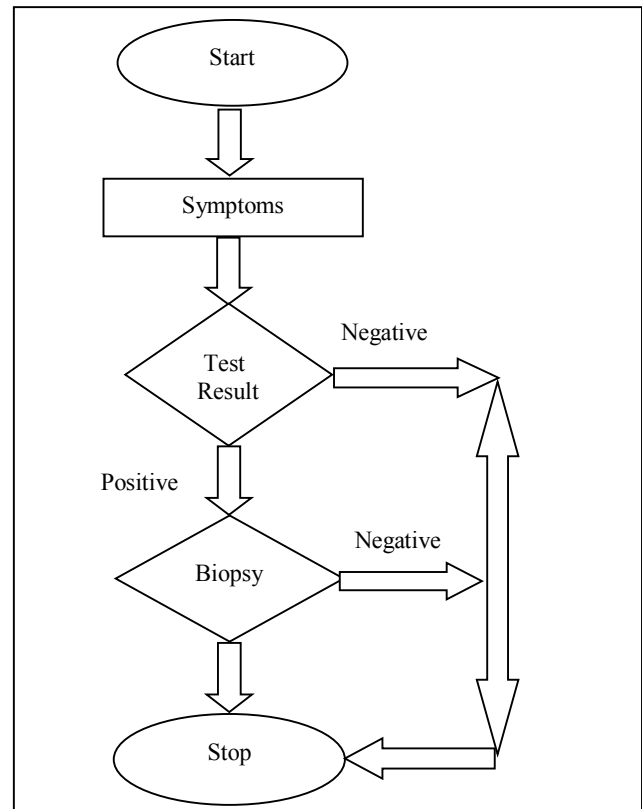 Start
Symptoms
Negative
Test
Result
Positive
Negative
Biopsy
Stop